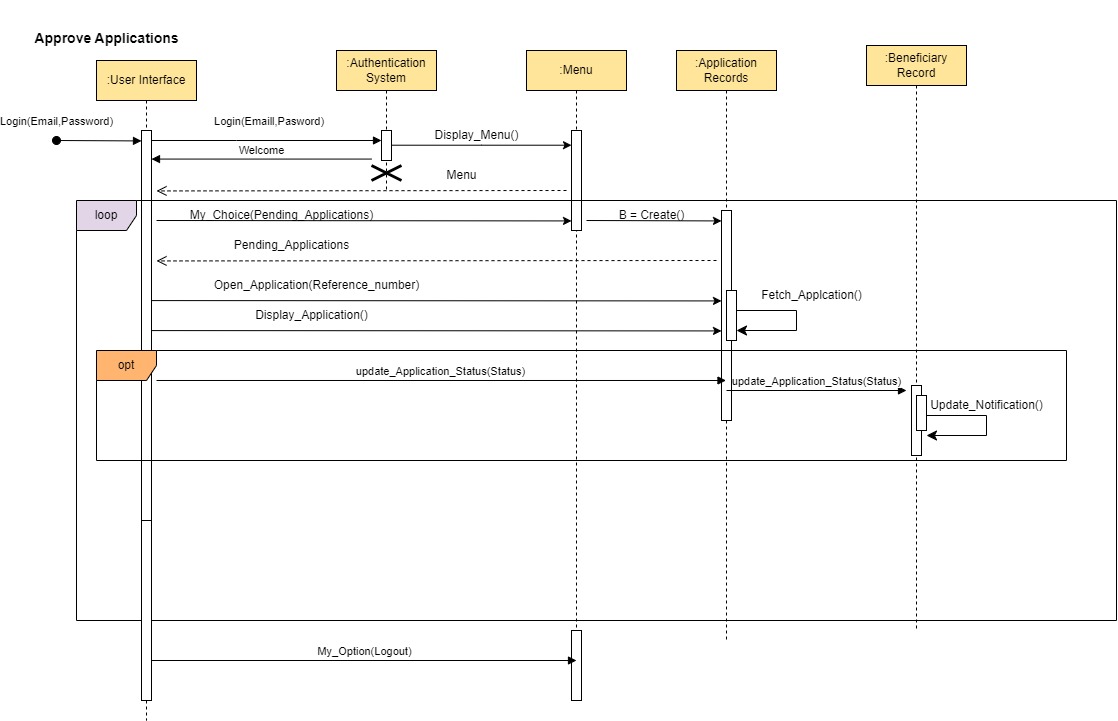 Approve Applications
:User Interface
:Authentication
System
:Menu
:Application
Records
:Beneficiary
Record
Login(Email,Password)
Login(Emaill,Pasword)
Display_Menu()
Welcome
Menu
loop
My_Choice(Pending_Applications)
B = Create()
Pending_Applications
Open_Application(Reference_number)
Fetch_Applcation()
Display_Application()
opt
update_Application_Status(Status)
update_Application_Status(Status)
Update_Notification()
My_Option(Logout)